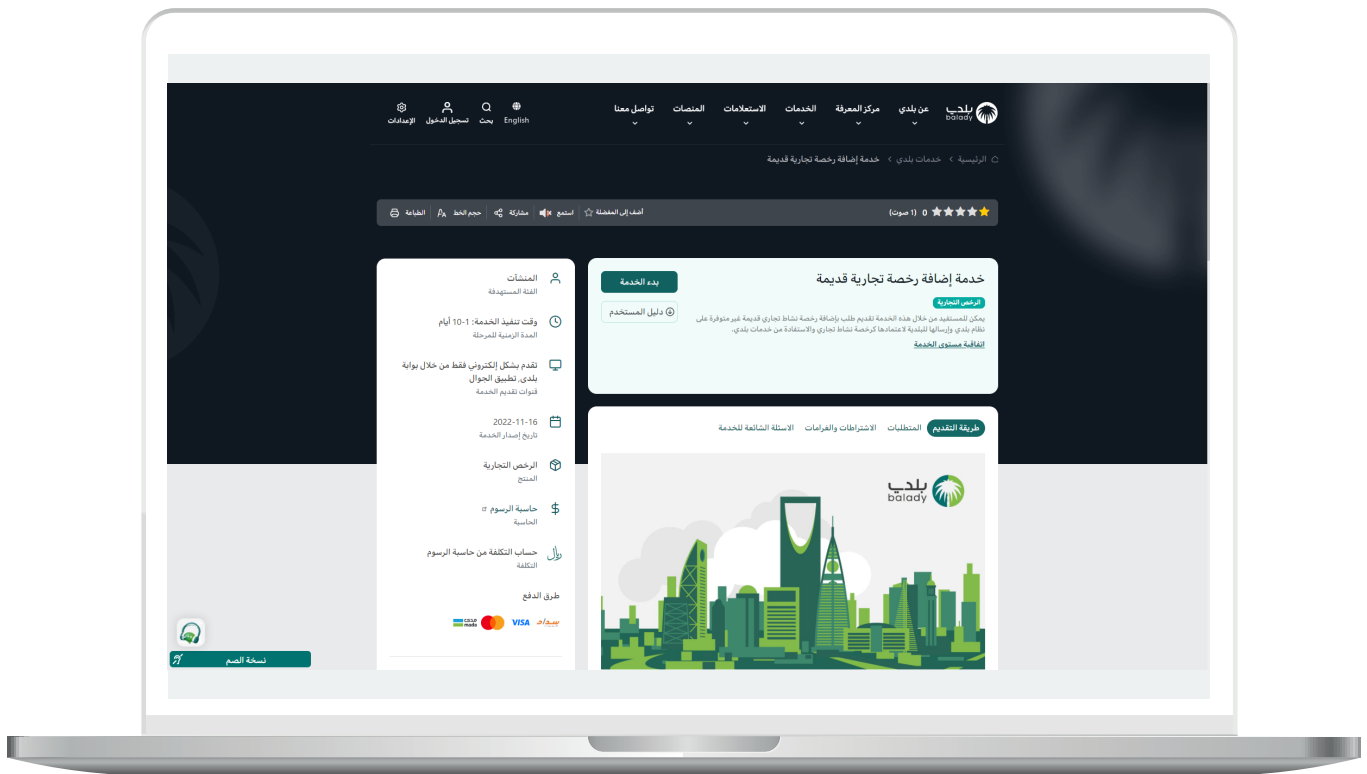 بلدي
balady
عن بلدي
مركز المعرفة
الخدمات
الاستعلامات
المنصات
تواصل معنا
English
بحث
تسجيل الدخول
الإعدادات
الرئيسية > خدمات بلدي > خدمة إضافة رخصة تجارية قديمة
0 (1 صوت)
أضف إلى المفضلة
استمع
مشاركة
حجم الخط
الطباعة
خدمة إضافة رخصة تجارية قديمة
الرخص التجارية
يمكن للمستفيد من خلال هذه الخدمة تقديم طلب بإضافة رخصة نشاط تجاري قديمة غير متوفرة على
نظام بلدي وإرسالها للبلدية لاعتمادها كرخصة نشاط تجاري والاستفادة من خدمات بلدي.
اتفاقية مستوى الخدمة
بدء الخدمة
دليل المستخدم
طريقة التقديم
المتطلبات
الاشتراطات والغرامات
الاسئلة الشائعة للخدمة
بلدي
balady
المنشآت
الفئة المستهدفة
وقت تنفيذ الخدمة: 1-10 أيام
المدة الزمنية للمرحلة
تقدم بشكل إلكتروني فقط من خلال بوابة
بلدي, تطبيق الجوال
قنوات تقديم الخدمة
2022-11-16
تاريخ إصدار الخدمة
الرخص التجارية
المنتج
حاسبة الرسوم
الحاسبة
حساب التكلفة من حاسبة الرسوم
التكلفة
طرق الدفع
سداد
VISA
مدى
mada
نسخة الصم